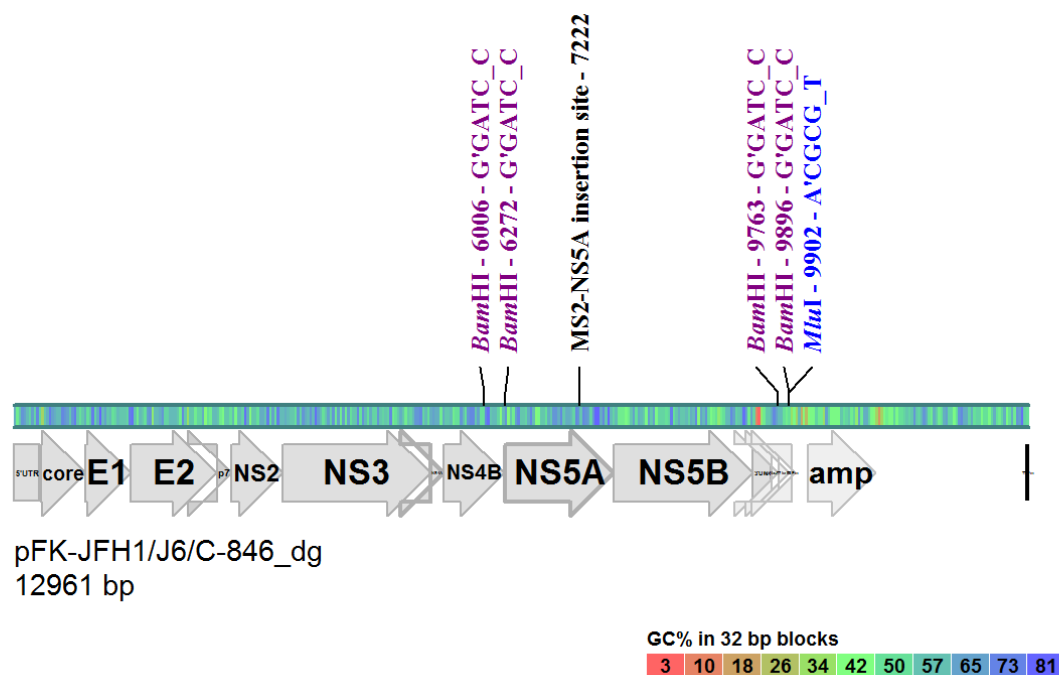 BamHI - 6006 - G'GATC_C
BamHI - 6272 - G'GATC_C
MS2-NS5A insertion site - 7222
BamHI - 9763 - G'GATC_C
BamHI - 9896 - G'GATC_C
MluI - 9902 - A'CGCG_T
5'UTR core E1 E2 p7 NS2 NS3 NS4B NS5A NS5B amp
pFK-JFH1/J6/C-846_dg
12961 bp
GC% in 32 bp blocks
3 10 18 26 34 42 50 57 65 73 81